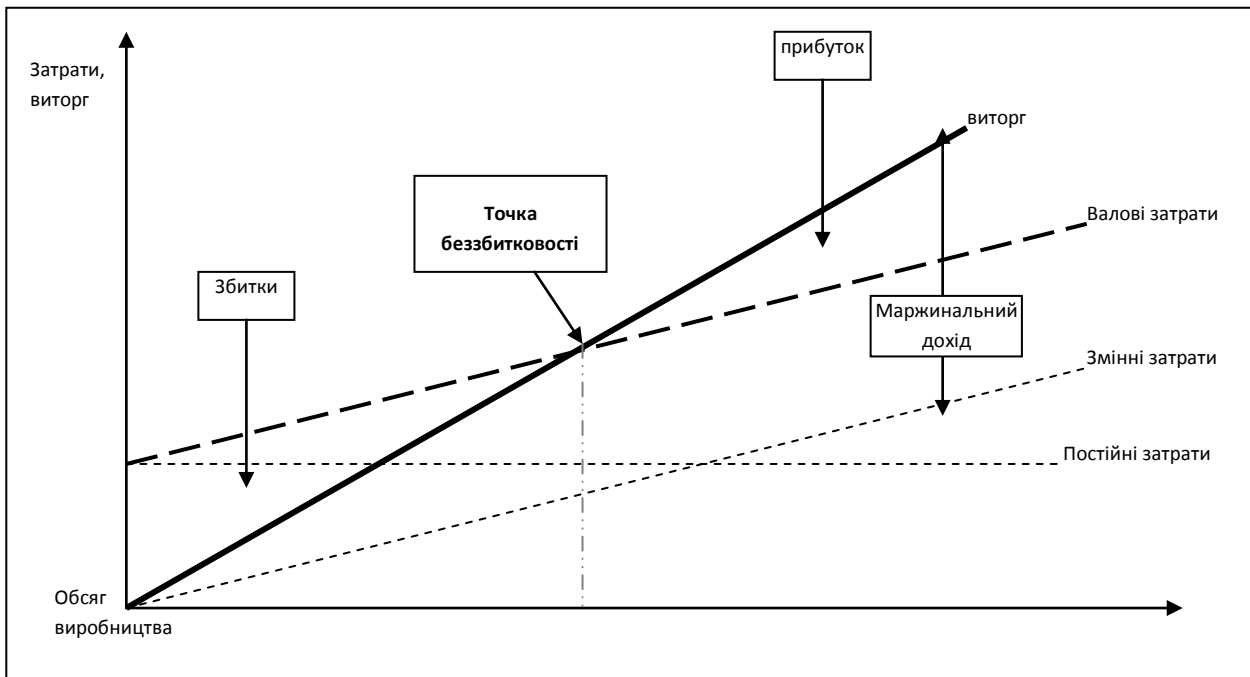 прибуток
Затрати,
виторг
виторг
Точка
беззбитковості
Валові затрати
Збитки
Маржинальний
дохід
Змінні затрати
Постійні затрати
Обсяг
виробництва